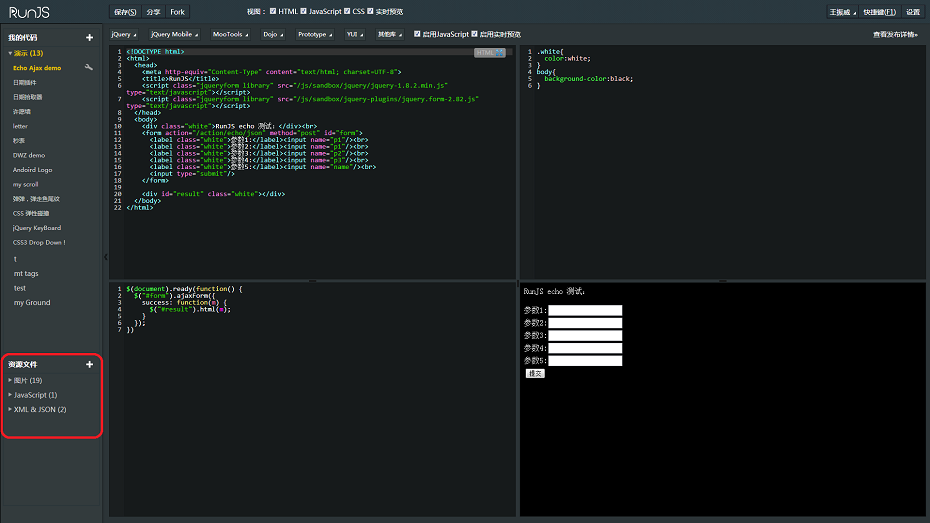 RunJS
保存(S) 分享 Fork
视图： HTML JavaScript CSS 实时预览
王振威 快捷键(F1) 设置
我的代码 +
jQuery jQuery Mobile MooTools Dojo Prototype YUI 其他库 启用JavaScript 启用实时预览
查看发布详情»
演示 (13)
Echo Ajax demo
日期插件
日期拾取器
许愿墙
letter
秒表
DWZ demo
Andoird Logo
my scroll
弹弹，弹走鱼尾纹
CSS 弹性碰撞
jQuery KeyBoard
CSS3 Drop Down !
t
mt tags
test
my Ground
资源文件 +
图片 (19)
JavaScript (1)
XML & JSON (2)
HTML
1 <!DOCTYPE html>
2 <html>
3 <head>
4 <meta http-equiv="Content-Type" content="text/html; charset=UTF-8">
5 <title>RunJS</title>
6 <script class="jqueryform library" src="/js/sandbox/jquery/jquery-1.8.2.min.js"
type="text/javascript"></script>
7 <script class="jqueryform library" src="/js/sandbox/jquery-plugins/jquery.form-2.82.js"
type="text/javascript"></script>
8 </head>
9 <body>
10 <div class="white">RunJS echo 测试：</div><br>
11 <form action="/action/echo/json" method="post" id="form">
12 <label class="white">参数1:</label><input name="p1"/><br>
13 <label class="white">参数2:</label><input name="p1"/><br>
14 <label class="white">参数3:</label><input name="p2"/><br>
15 <label class="white">参数4:</label><input name="p3"/><br>
16 <label class="white">参数5:</label><input name="name"/><br>
17 <input type="submit"/>
18 </form>
19
20 <div id="result" class="white"></div>
21 </body>
22 </html>
1 .white{
2 color:white;
3 }
4 body{
5 background-color:black;
6 }
1 $(document).ready(function() {
2 $("#form").ajaxForm({
3 success: function(m) {
4 $("#result").html(m);
5 }
6 });
7 })
RunJS echo 测试：
参数1:
参数2:
参数3:
参数4:
参数5:
提交